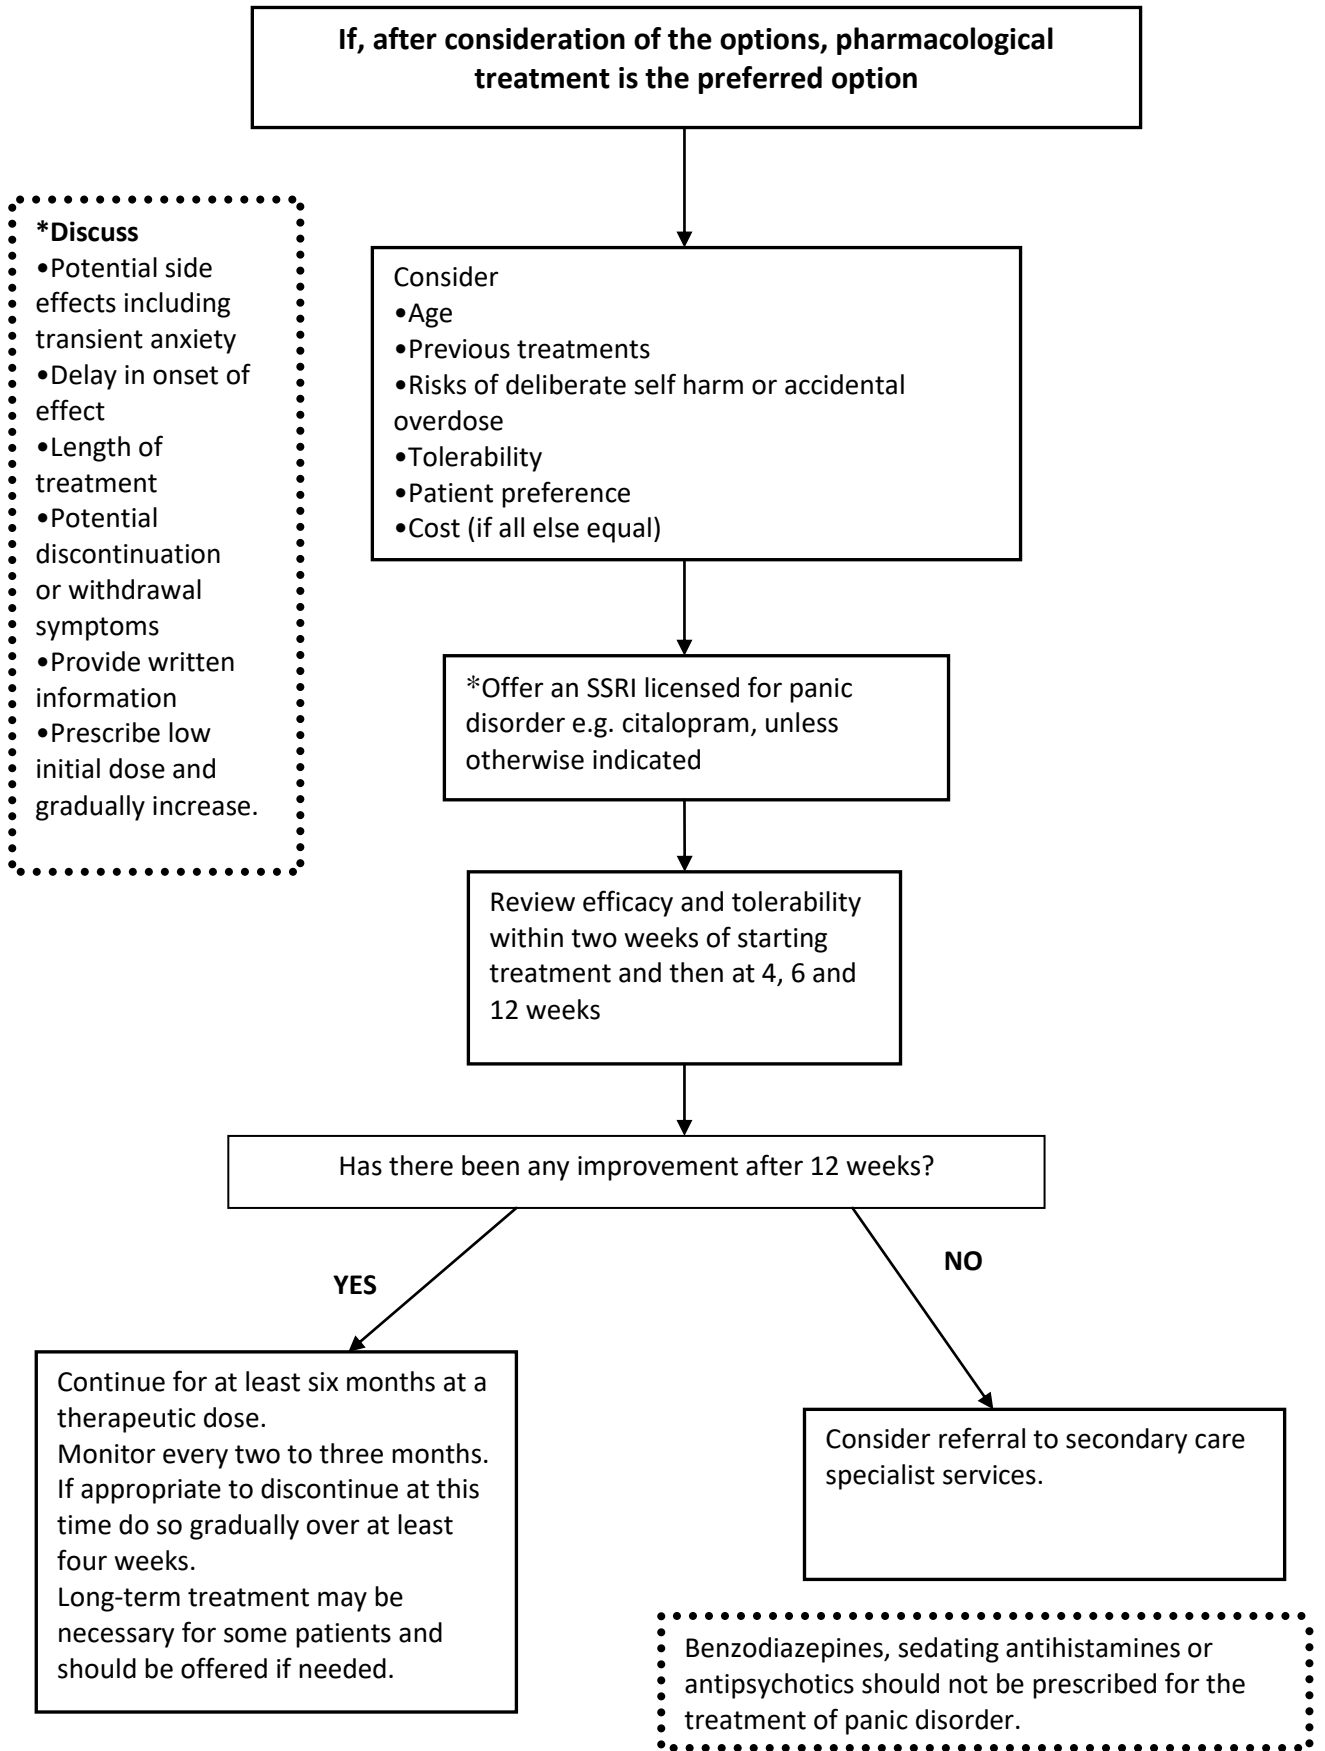 If, after consideration of the options, pharmacological
treatment is the preferred option
*Discuss
•Potential side
effects including
transient anxiety
•Delay in onset of
effect
•Length of
treatment
•Potential
discontinuation
or withdrawal
symptoms
•Provide written
information
•Prescribe low
initial dose and
gradually increase.
Consider
•Age
•Previous treatments
•Risks of deliberate self harm or accidental
overdose
•Tolerability
•Patient preference
•Cost (if all else equal)
*Offer an SSRI licensed for panic
disorder e.g. citalopram, unless
otherwise indicated
Review efficacy and tolerability
within two weeks of starting
treatment and then at 4, 6 and
12 weeks
Has there been any improvement after 12 weeks?
YES
NO
Continue for at least six months at a
therapeutic dose.
Monitor every two to three months.
If appropriate to discontinue at this
time do so gradually over at least
four weeks.
Long-term treatment may be
necessary for some patients and
should be offered if needed.
Consider referral to secondary care
specialist services.
Benzodiazepines, sedating antihistamines or
antipsychotics should not be prescribed for the
treatment of panic disorder.